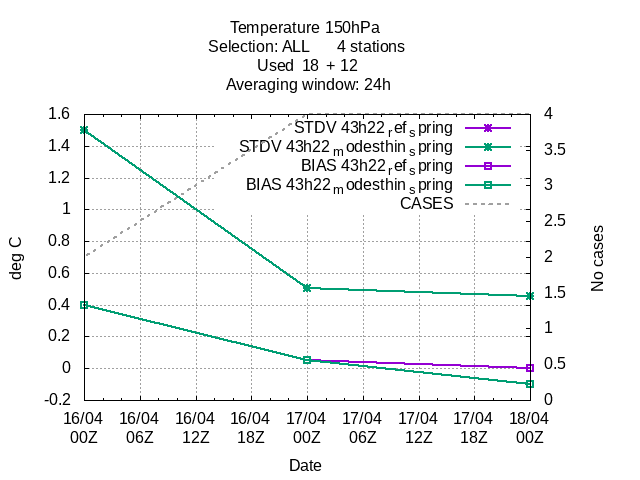 Temperature 150hPa
Selection: ALL 4 stations
Used 18 + 12
Averaging window: 24h
STDV 43h22ref_spring
STDV 43h22modesthin_spring
BIAS 43h22ref_spring
BIAS 43h22modesthin_spring
CASES
1.6
1.4
1.2
1
0.8
0.6
0.4
0.2
0
-0.2
deg C
4
3.5
3
2.5
2
1.5
1
0.5
0
No cases
16/04 16/04 16/04 16/04 17/04 17/04 17/04 17/04 18/04
00Z 06Z 12Z 18Z 00Z 06Z 12Z 18Z 00Z
Date